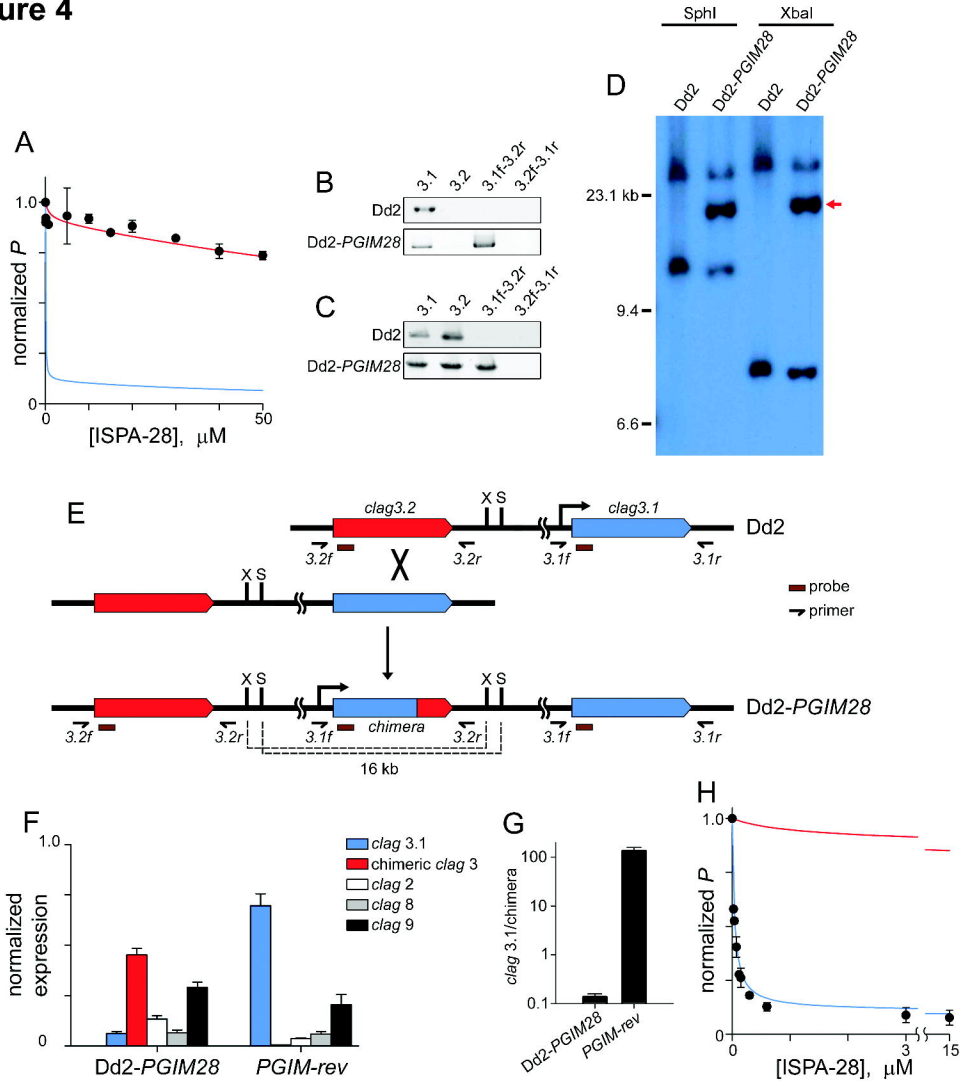 ure 4
SphI
XbaI
D
Dd2
Dd2-PGIM28
Dd2
Dd2-PGIM28
23.1 kb
9.4
6.6
A
normalized P
1.0
0
0
50
[ISPA-28], μM
B
3.1
3.2
3.1f-3.2r
3.2f-3.1r
Dd2
Dd2-PGIM28
C
3.1
3.2
3.1f-3.2r
3.2f-3.1r
Dd2
Dd2-PGIM28
E
X S
clag3.2
clag3.1
Dd2
3.2f
3.2r
3.1f
3.1r
X
X S
probe
primer
X S
X S
Dd2-PGIM28
3.2f
3.2r
3.1f
chimera
3.2r
3.1f
3.1r
16 kb
F
normalized expression
1.0
0
clag 3.1
chimeric clag 3
clag 2
clag 8
clag 9
Dd2-PGIM28
PGIM-rev
G
clag 3.1/chimera
100
10
1
0.1
Dd2-PGIM28
PGIM-rev
H
normalized P
1.0
0
0
3
15
[ISPA-28], μM